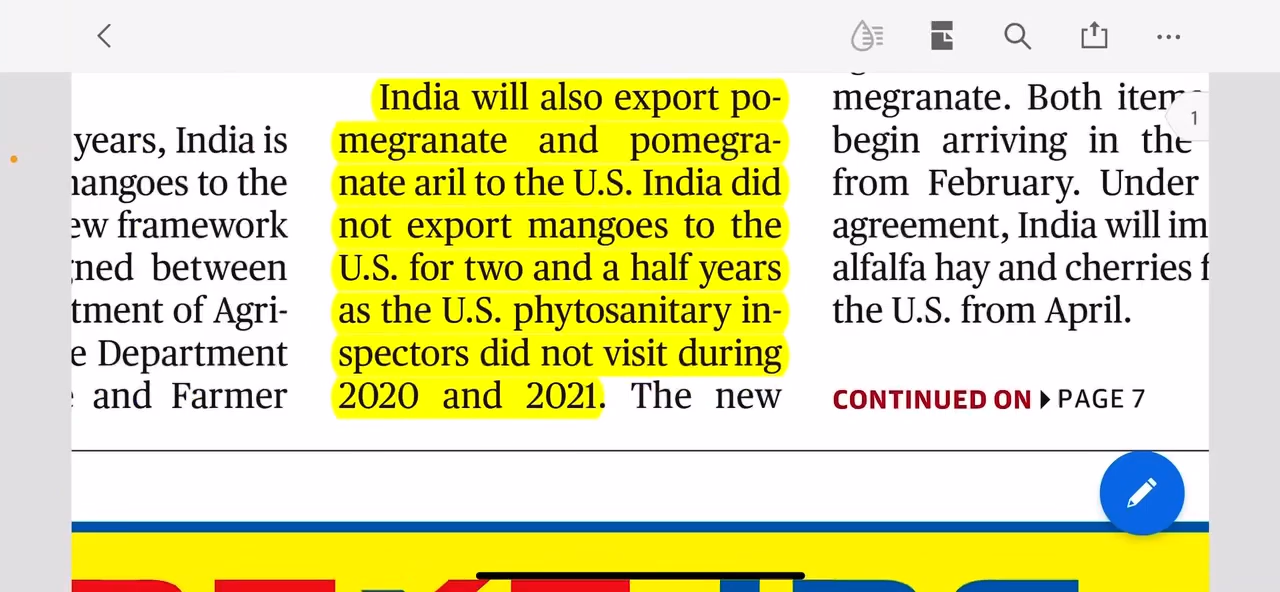 1
years, India is
mangoes to the
ew framework
ned between
tment of Agri-
e Department
and Farmer
India will also export po-
megranate and pomegra-
nate aril to the U.S. India did
not export mangoes to the
U.S. for two and a half years
as the U.S. phytosanitary in-
spectors did not visit during
2020 and 2021. The new
megranate. Both items
begin arriving in the
from February. Under
agreement, India will im
alfalfa hay and cherries f
the U.S. from April.
CONTINUED ON PAGE 7